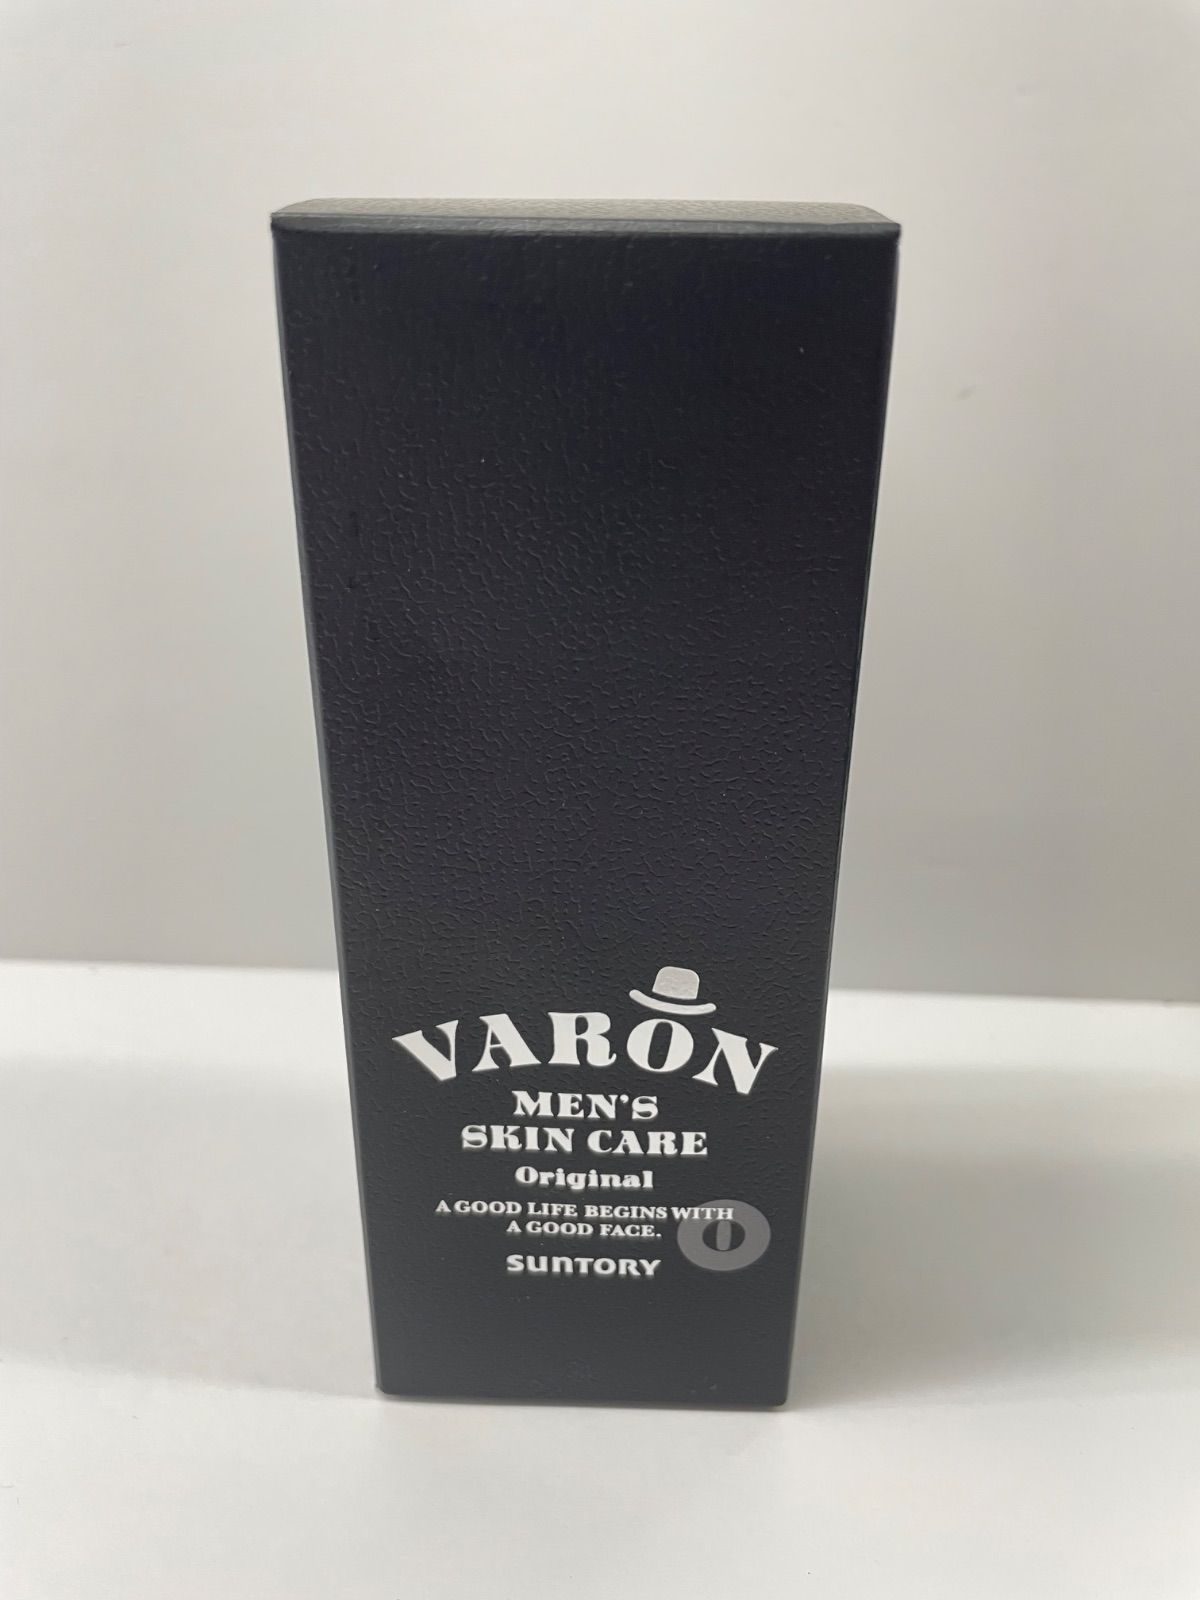 VARON
MEN'S
SKIN CARE
Original
A GOOD LIFE BEGINS WITH
A GOOD FACE.
O
SUNTORY